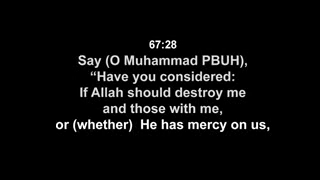 67:28
Say (O Muhammad PBUH),
“Have you considered:
If Allah should destroy me
and those with me,
or (whether)  He has mercy on us,